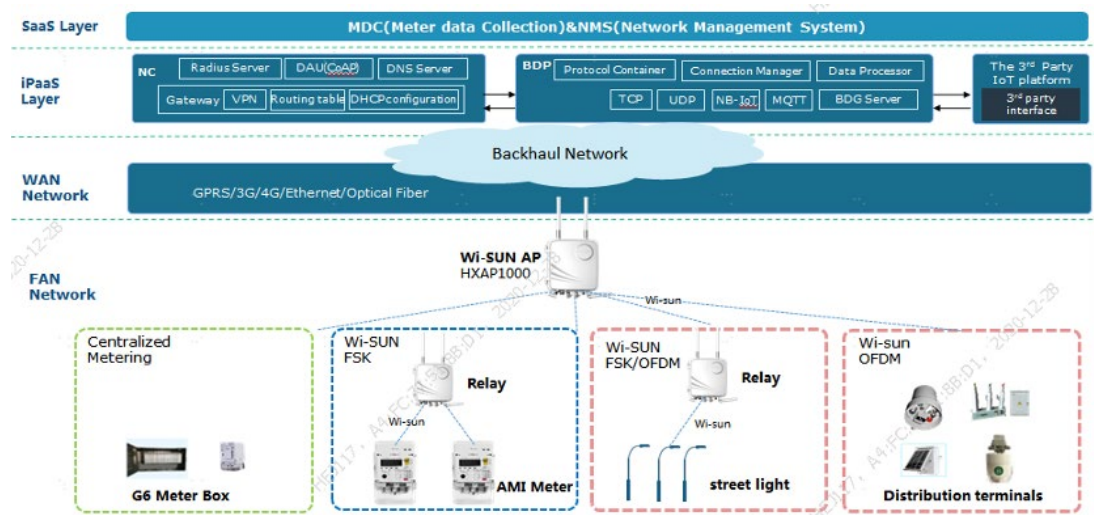 SaaS Layer
MDC(Meter data Collection)&NMS(Network Management System)
iPaaS
Layer
NC
Radius Server
DAU(CoAP)
DNS Server
Gateway
VPN
Routing table
DHCPconfiguration
BDP
Protocol Container
Connection Manager
Data Processor
TCP
UDP
NB-IoT
MQTT
BDG Server
The 3rd Party
IoT platform
3rd party
interface
Backhaul Network
WAN
Network
GPRS/3G/4G/Ethernet/Optical Fiber
FAN
Network
Wi-SUN AP
HXAP1000
Wi-sun
Centralized
Metering
G6 Meter Box
Wi-SUN
FSK
Relay
Wi-sun
AMI Meter
Wi-SUN
FSK/OFDM
Relay
Wi-sun
street light
Wi-sun
OFDM
Distribution terminals
2020-12-28